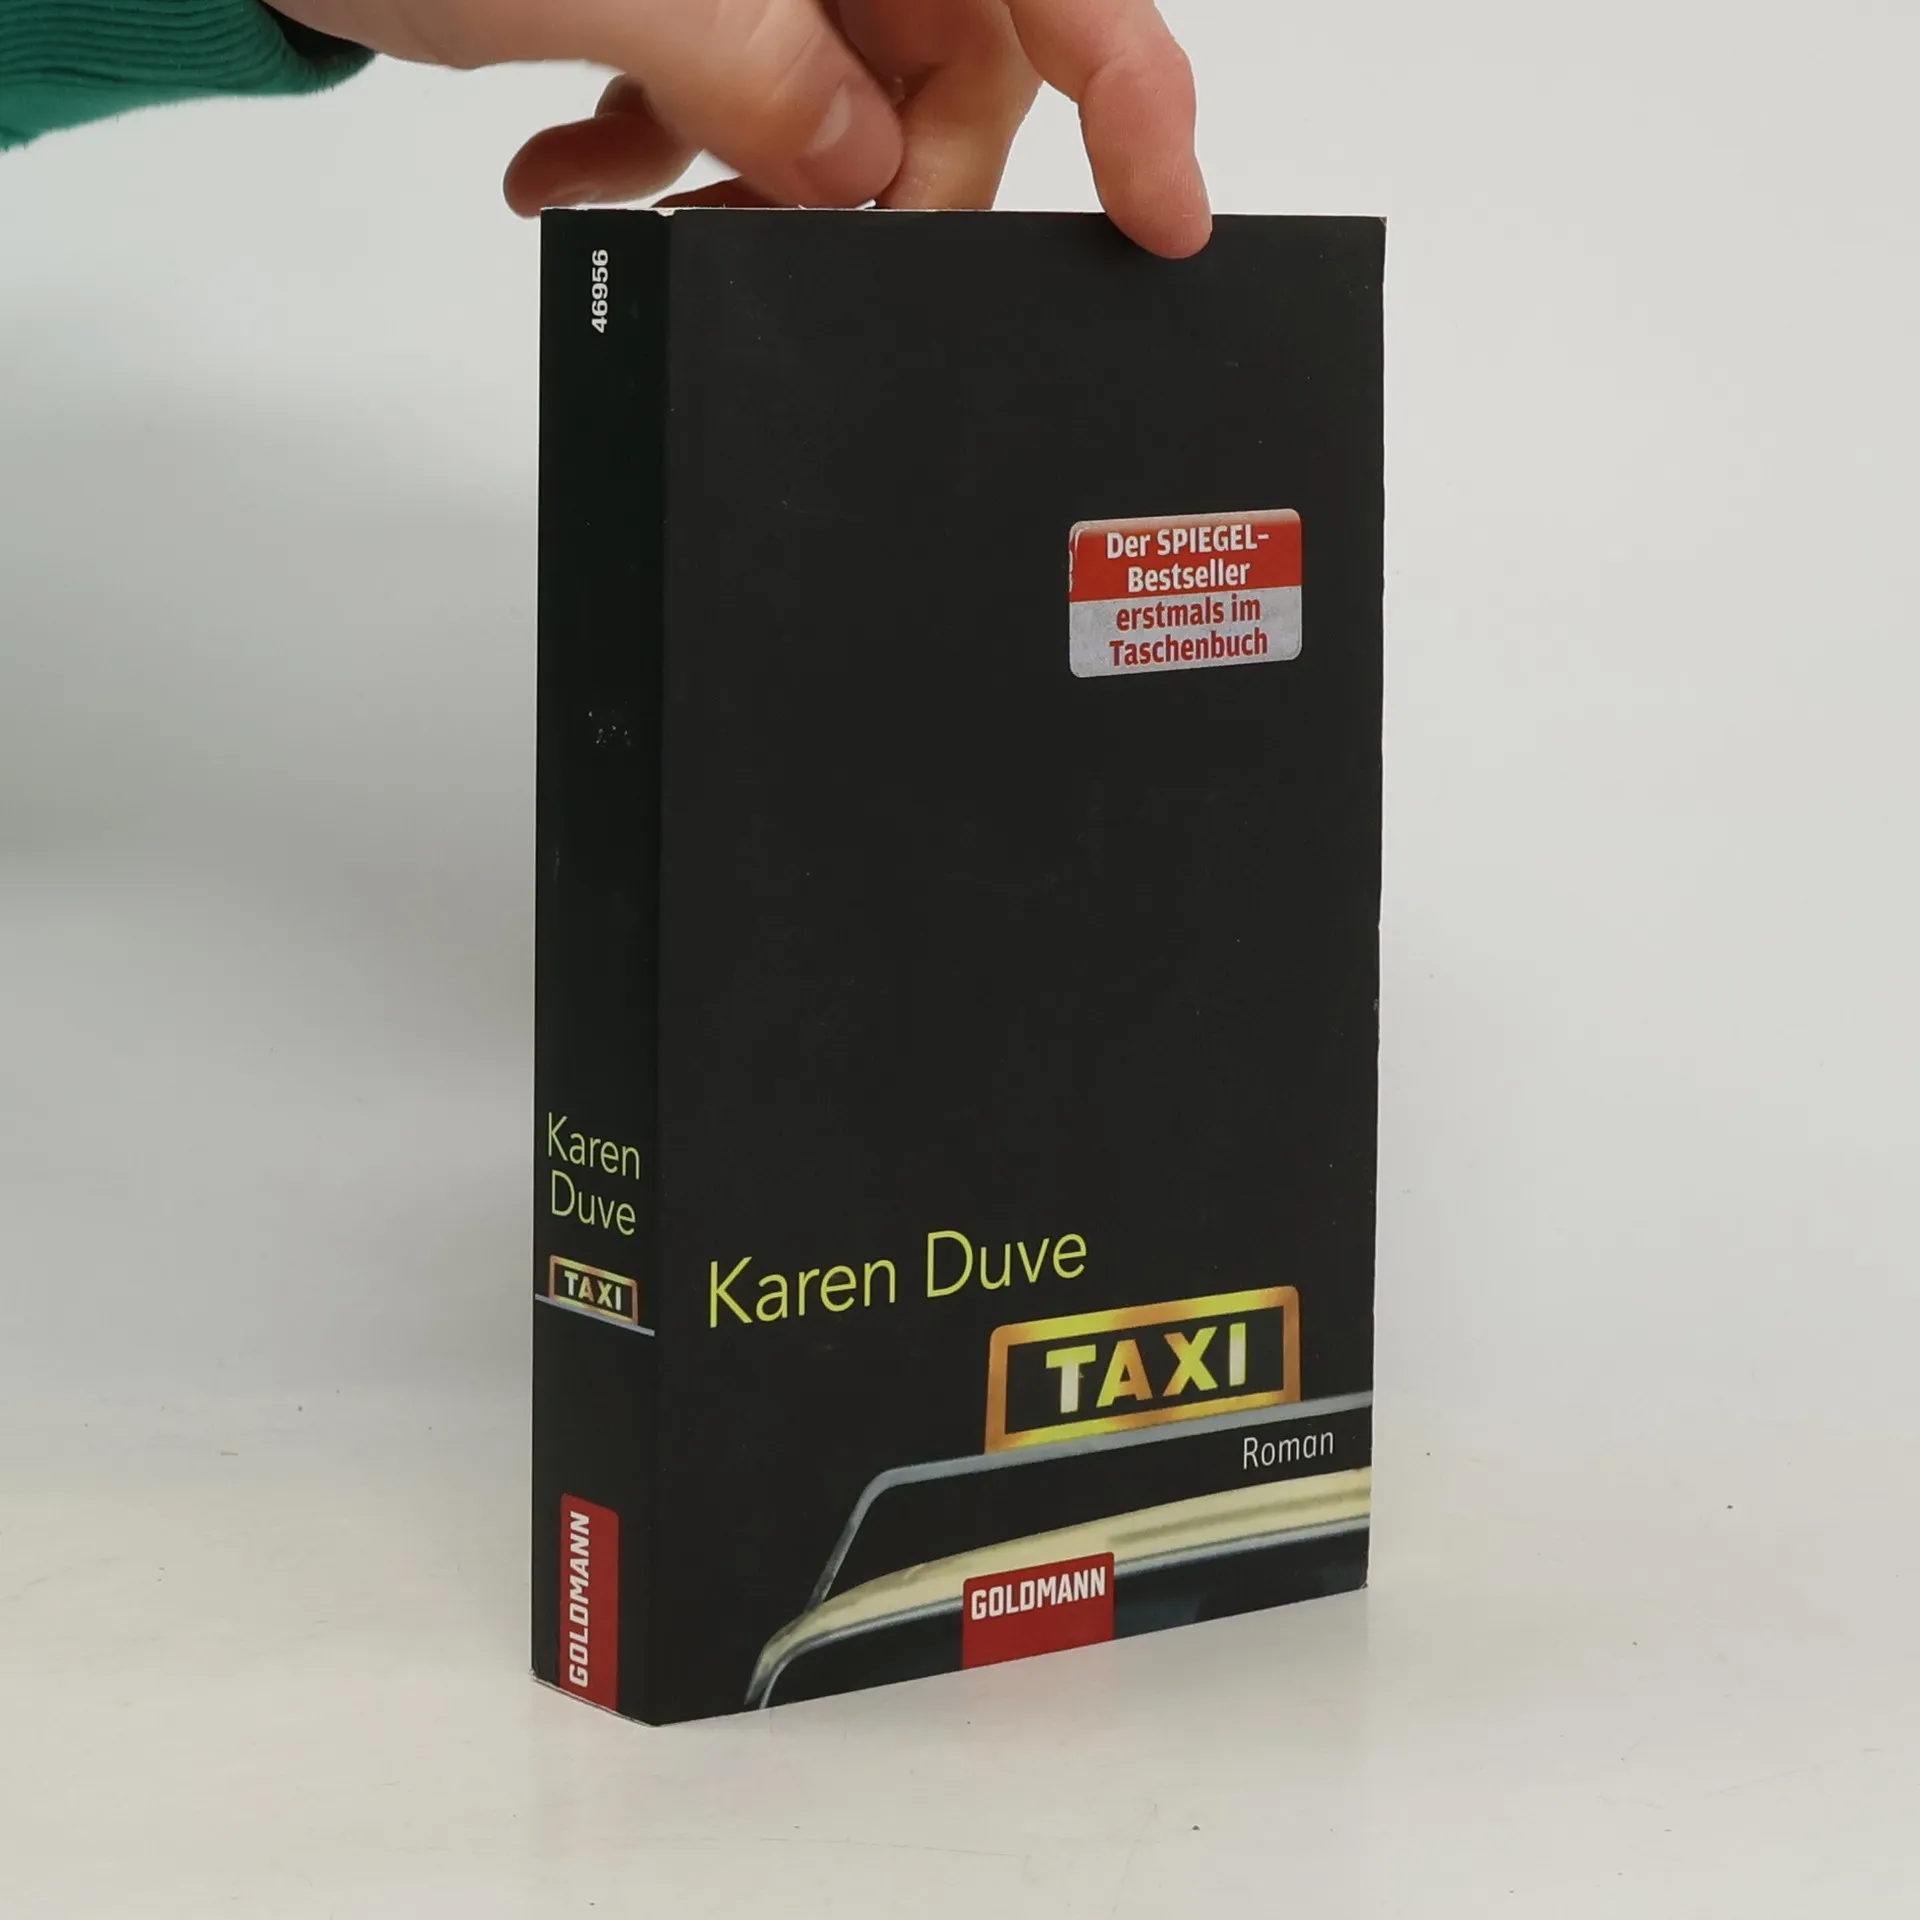 46956
Karen
Duve
TAXI
GOLDMANN
Der SPIEGEL-
Bestseller
erstmals im
Taschenbuch
Karen Duve
TAXI
Roman
GOLDMANN